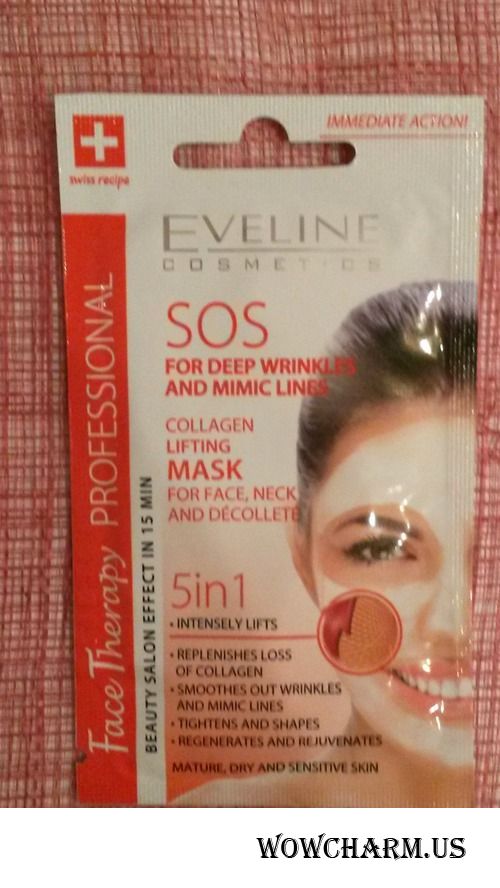 IMMEDIATE ACTION!
swiss recipe
EVELINE
COSMETICS
SOS
FOR DEEP WRINKLES
AND MIMIC LINES
COLLAGEN
LIFTING
MASK
FOR FACE, NECK
AND DÉCOLLETE
5in1
• INTENSELY LIFTS
• REPLENISHES LOSS
OF COLLAGEN
• SMOOTHES OUT WRINKLES
AND MIMIC LINES
• TIGHTENS AND SHAPES
• REGENERATES AND REJUVENATES
MATURE, DRY AND SENSITIVE SKIN
Face Therapy PROFESSIONAL
BEAUTY SALON EFFECT IN 15 MIN
WOWCHARM.US